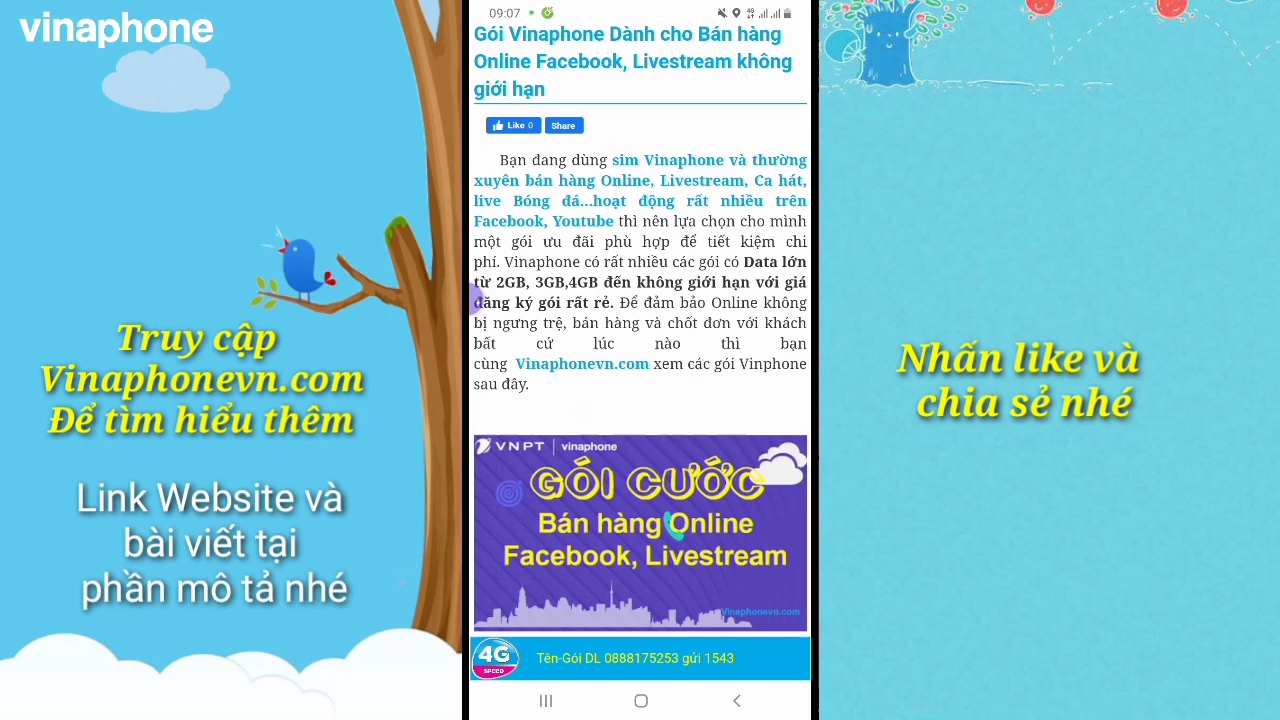 vinaphone
Truy cập
Vinaphonevn.com
Để tìm hiểu thêm
Link Website và
bài viết tại
phần mô tả nhé
09:07
4G
Gói Vinaphone Dành cho Bán hàng
Online Facebook, Livestream không
giới hạn
Like 0 Share
Bạn đang dùng sim Vinaphone và thường
xuyên bán hàng Online, Livestream, Ca hát,
live Bóng đá...hoạt động rất nhiều trên
Facebook, Youtube thì nên lựa chọn cho mình
một gói ưu đãi phù hợp để tiết kiệm chi
phí. Vinaphone có rất nhiều các gói có Data lớn
từ 2GB, 3GB,4GB đến không giới hạn với giá
đăng ký gói rất rẻ. Để đảm bảo Online không
bị ngưng trệ, bán hàng và chốt đơn với khách
bất cứ lúc nào thì bạn
cùng Vinaphonevn.com xem các gói Vinphone
sau đây.
VNPT | vinaphone
GÓI CƯỚC
Bán hàng Online
Facebook, Livestream
Vinaphonevn.com
4G
SPEED
Tên-Gói DL 0888175253 gửi 1543
Nhấn like và
chia sẻ nhé